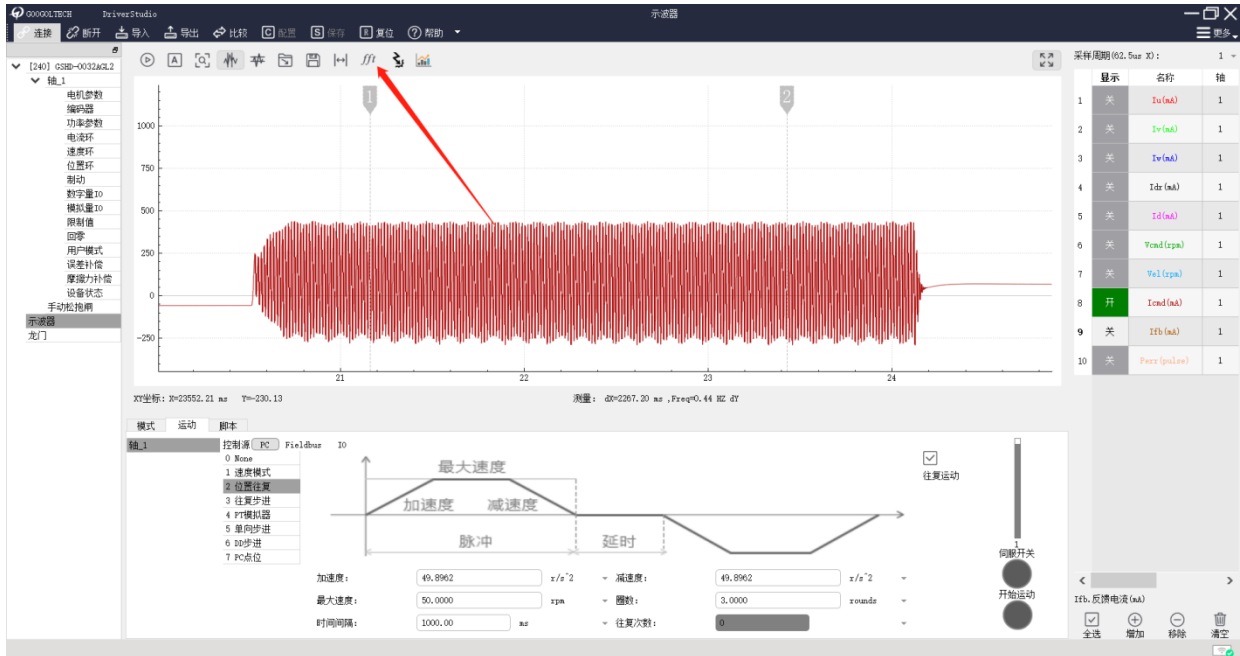 GOOGOLTECH DriverStudio 示波器
连接 断开 导入 导出 比较 C 配置 S 保存 R 复位 帮助 更多
[240] GSHD-0032AGL2
轴_1
电机参数
编码器
功率参数
电流环
速度环
位置环
制动
数字量IO
模拟量IO
限制值
回零
用户模式
误差补偿
摩擦力补偿
设备状态
手动松抱闸
示波器
龙门
A fft
1 2
1000
750
500
250
0
-250
21 22 23 24
XY坐标: X=23552.21 ms Y=-230.13 测量: dX=2267.20 ms ,Freq=0.44 HZ dY
采样周期(62.5us X): 1
显示 名称 轴
1 关 Iu(mA) 1
2 关 Iv(mA) 1
3 关 Iw(mA) 1
4 关 Idr(mA) 1
5 关 Id(mA) 1
6 关 Vcmd(rpm) 1
7 关 Vel(rpm) 1
8 开 Icmd(mA) 1
9 关 Ifb(mA) 1
10 关 Perr(pulse) 1
模式 运动 脚本
轴_1 控制源 PC Fieldbus IO
0 None
1 速度模式
2 位置往复
3 往复步进
4 PT模拟器
5 单向步进
6 DD步进
7 PC点位
最大速度
加速度 减速度
脉冲 延时
往复运动
加速度: 49.8962 r/s^2 减速度: 49.8962 r/s^2
最大速度: 50.0000 rpm 圈数: 3.0000 rounds
时间间隔: 1000.00 ms 往复次数: 0
1
伺服开关
开始运动
Ifb.反馈电流(mA)
全选 增加 移除 清空